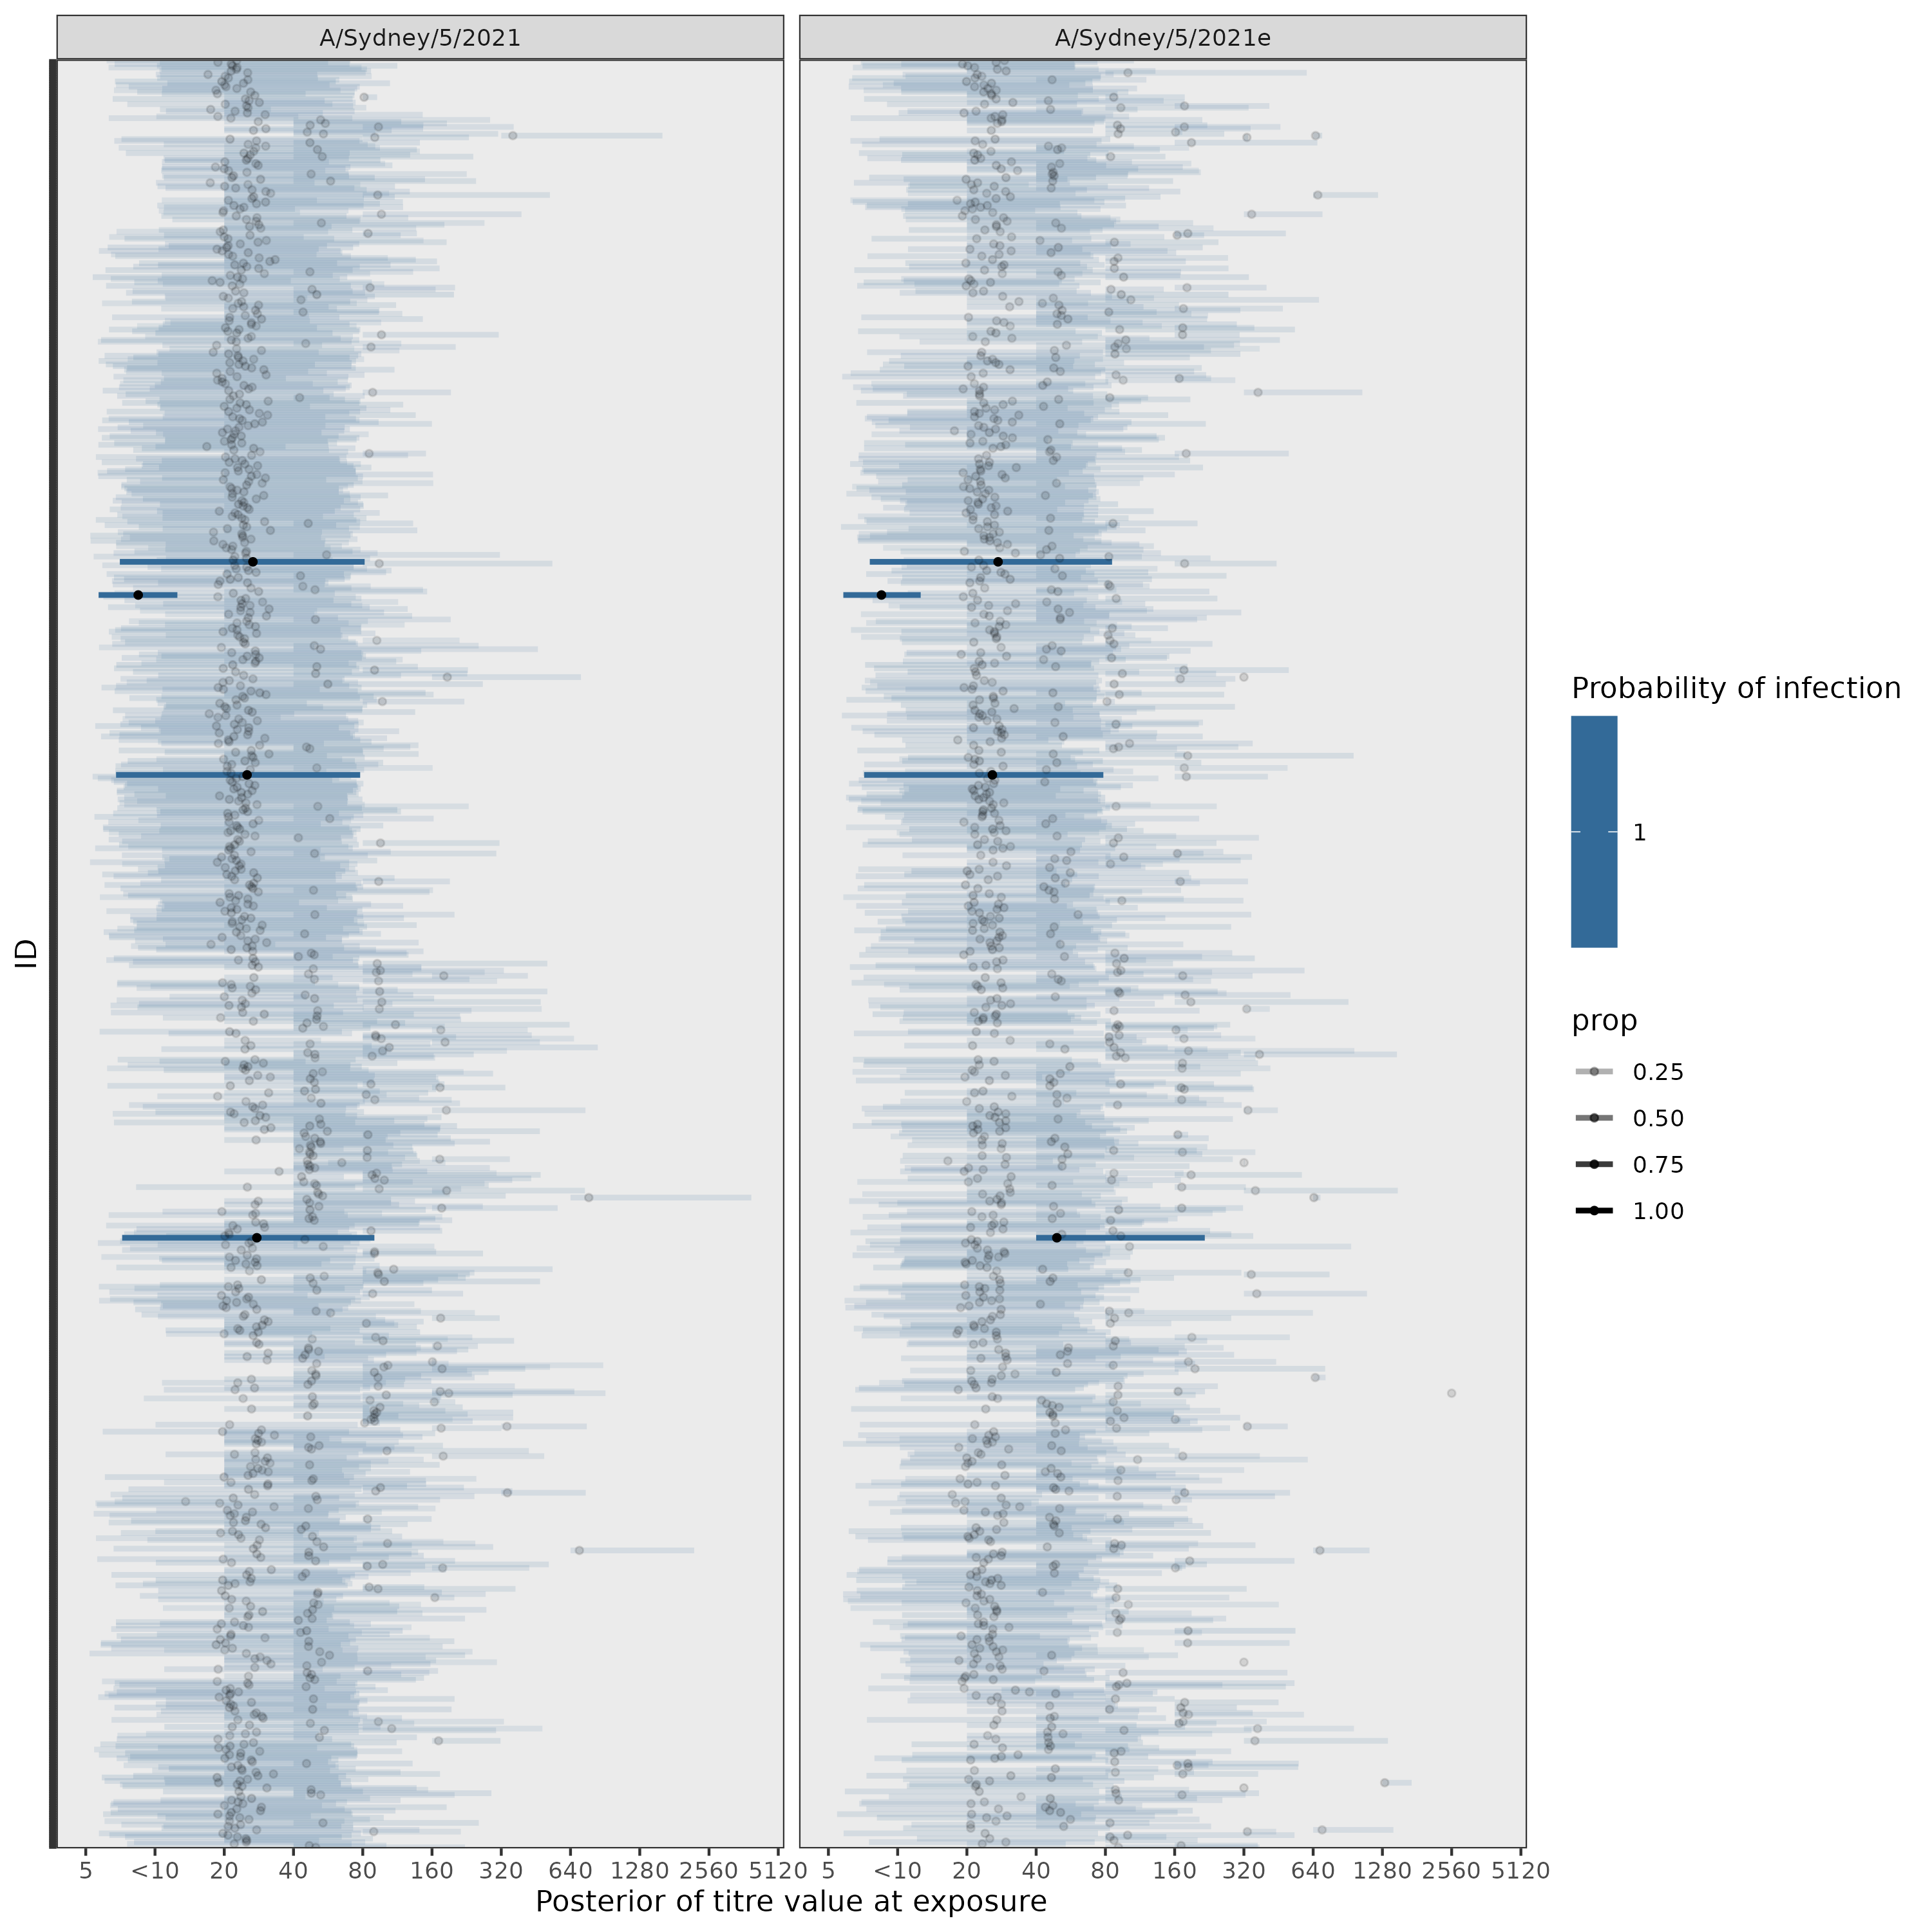 A/Sydney/5/2021
A/Sydney/5/2021e
ID
5 <10 20 40 80 160 320 640 1280 2560 5120
5 <10 20 40 80 160 320 640 1280 2560 5120
Posterior of titre value at exposure
Probability of infection
1
prop
0.25
0.50
0.75
1.00